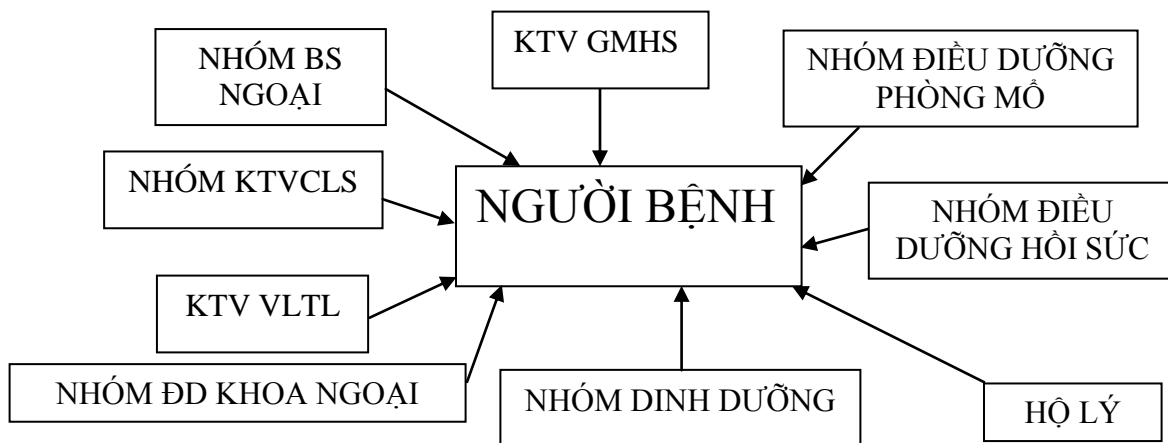 KTV GMHS
NHÓM BS
NGOẠI
NHÓM ĐIỀU DƯỠNG
PHÒNG MỔ
NHÓM KTVCLS
NGƯỜI BỆNH
NHÓM ĐIỀU
DƯỠNG HỒI SỨC
KTV VLTL
NHÓM ĐD KHOA NGOẠI
NHÓM DINH DƯỠNG
HỘ LÝ